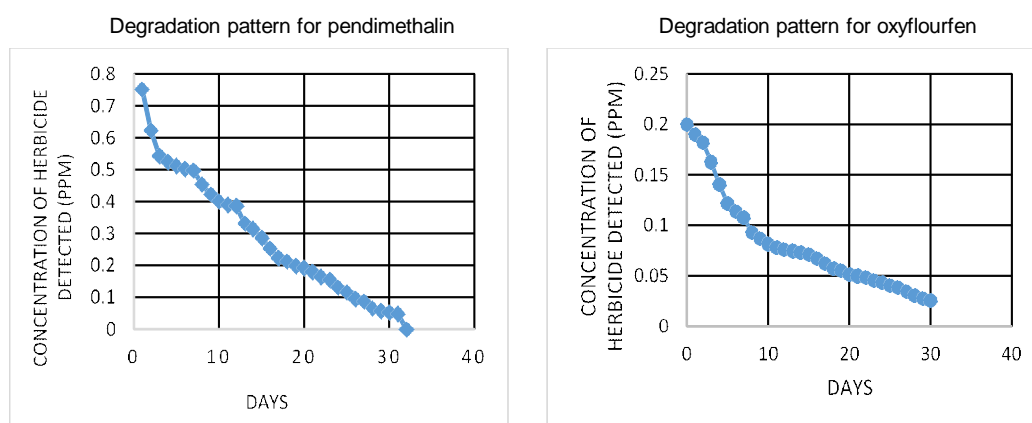 Degradation pattern for pendimethalin
CONCENTRATION OF HERBICIDE
DETECTED (PPM)
0.8
0.7
0.6
0.5
0.4
0.3
0.2
0.1
0
0 10 20 30 40
DAYS
Degradation pattern for oxyflourfen
CONCENTRATION OF
HERBICIDE DETECTED (PPM)
0.25
0.2
0.15
0.1
0.05
0
0 10 20 30 40
DAYS